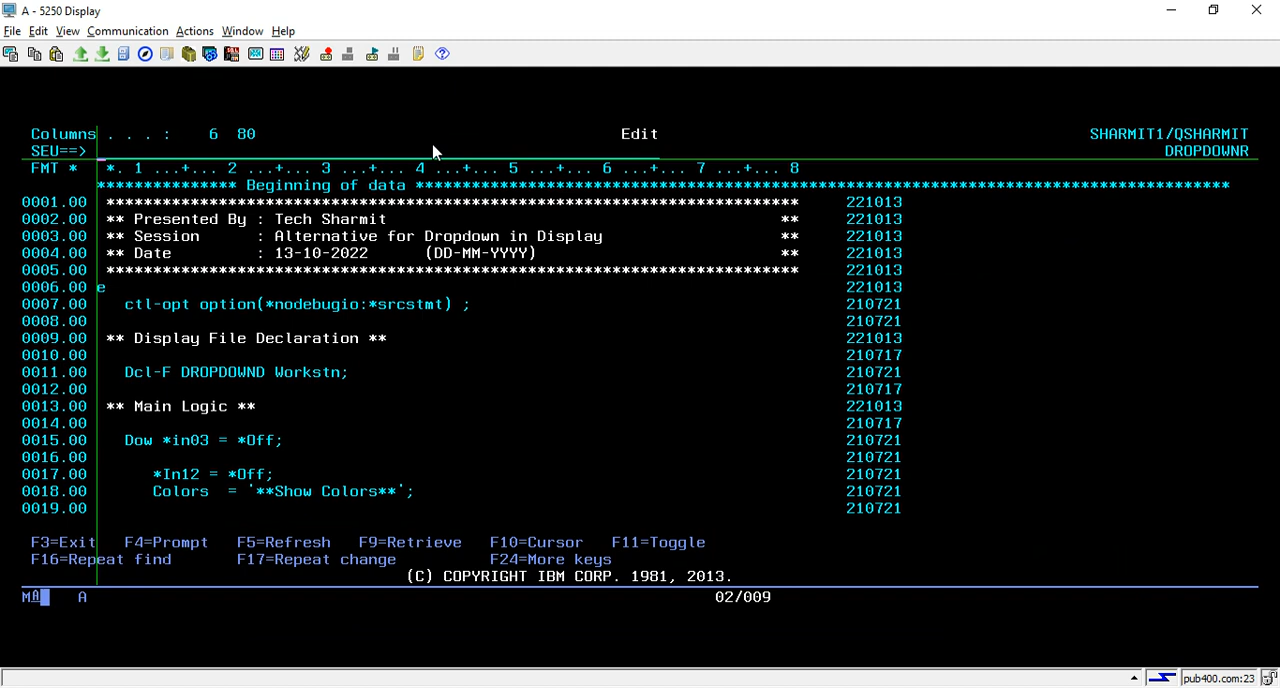 A - 5250 Display
File Edit View Communication Actions Window Help
Columns . . . : 6 80 Edit SHARMIT1/QSHARMIT
SEU==> DROPDOWNR
FMT * *. 1 ...+... 2 ...+... 3 ...+... 4 ...+... 5 ...+... 6 ...+... 7 ...+... 8
*************** Beginning of data ***************************************************************************************
0001.00 ************************************************************************** 221013
0002.00 ** Presented By : Tech Sharmit ** 221013
0003.00 ** Session : Alternative for Dropdown in Display ** 221013
0004.00 ** Date : 13-10-2022 (DD-MM-YYYY) ** 221013
0005.00 ************************************************************************** 221013
0006.00 e 221013
0007.00 ctl-opt option(*nodebugio:*srcstmt) ; 210721
0008.00 210721
0009.00 ** Display File Declaration ** 221013
0010.00 210717
0011.00 Dcl-F DROPDOWND Workstn; 210721
0012.00 210717
0013.00 ** Main Logic ** 221013
0014.00 210717
0015.00 Dow *in03 = *Off; 210721
0016.00 210721
0017.00 *In12 = *Off; 210721
0018.00 Colors = '**Show Colors**'; 210721
0019.00 210721
F3=Exit F4=Prompt F5=Refresh F9=Retrieve F10=Cursor F11=Toggle
F16=Repeat find F17=Repeat change F24=More keys
(C) COPYRIGHT IBM CORP. 1981, 2013.
MA A 02/009
pub400.com:23